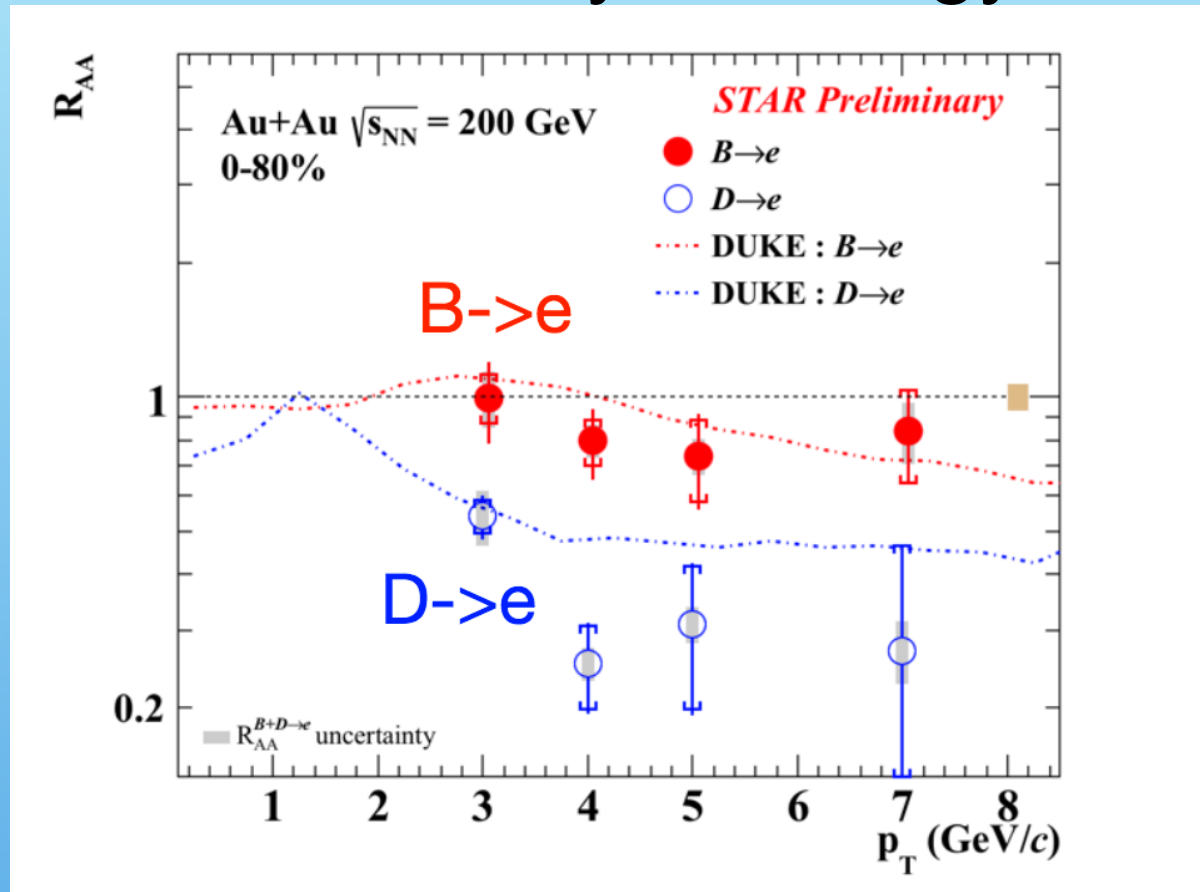 R_AA
Au+Au √s_NN = 200 GeV
0-80%
STAR Preliminary
B→e
D→e
DUKE : B→e
DUKE : D→e
B->e
D->e
1
0.2
R_AA^{B+D→e} uncertainty
1 2 3 4 5 6 7 8
p_T (GeV/c)